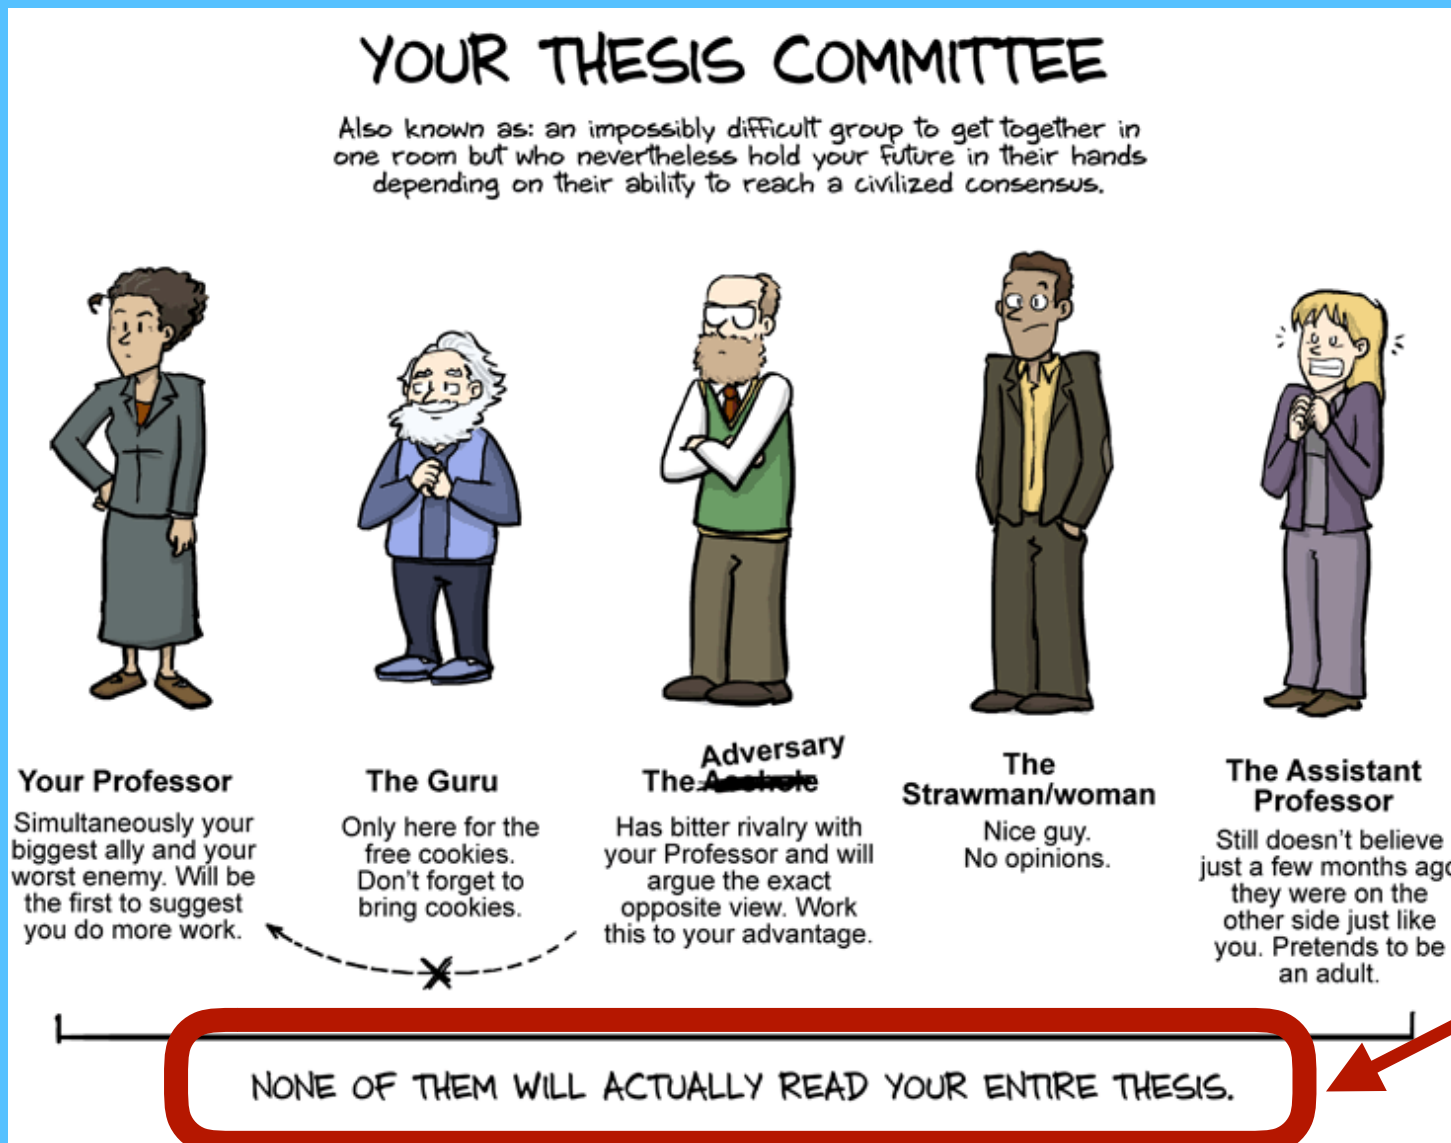 YOUR THESIS COMMITTEE
Also known as: an impossibly difficult group to get together in
one room but who nevertheless hold your future in their hands
depending on their ability to reach a civilized consensus.
Your Professor
Simultaneously your
biggest ally and your
worst enemy. Will be
the first to suggest
you do more work.
The Guru
Only here for the
free cookies.
Don't forget to
bring cookies.
Adversary
The
Has bitter rivalry with
your Professor and will
argue the exact
opposite view. Work
this to your advantage.
The
Strawman/woman
Nice guy.
No opinions.
The Assistant
Professor
Still doesn't believe
just a few months ago
they were on the
other side just like
you. Pretends to be
an adult.
NONE OF THEM WILL ACTUALLY READ YOUR ENTIRE THESIS.